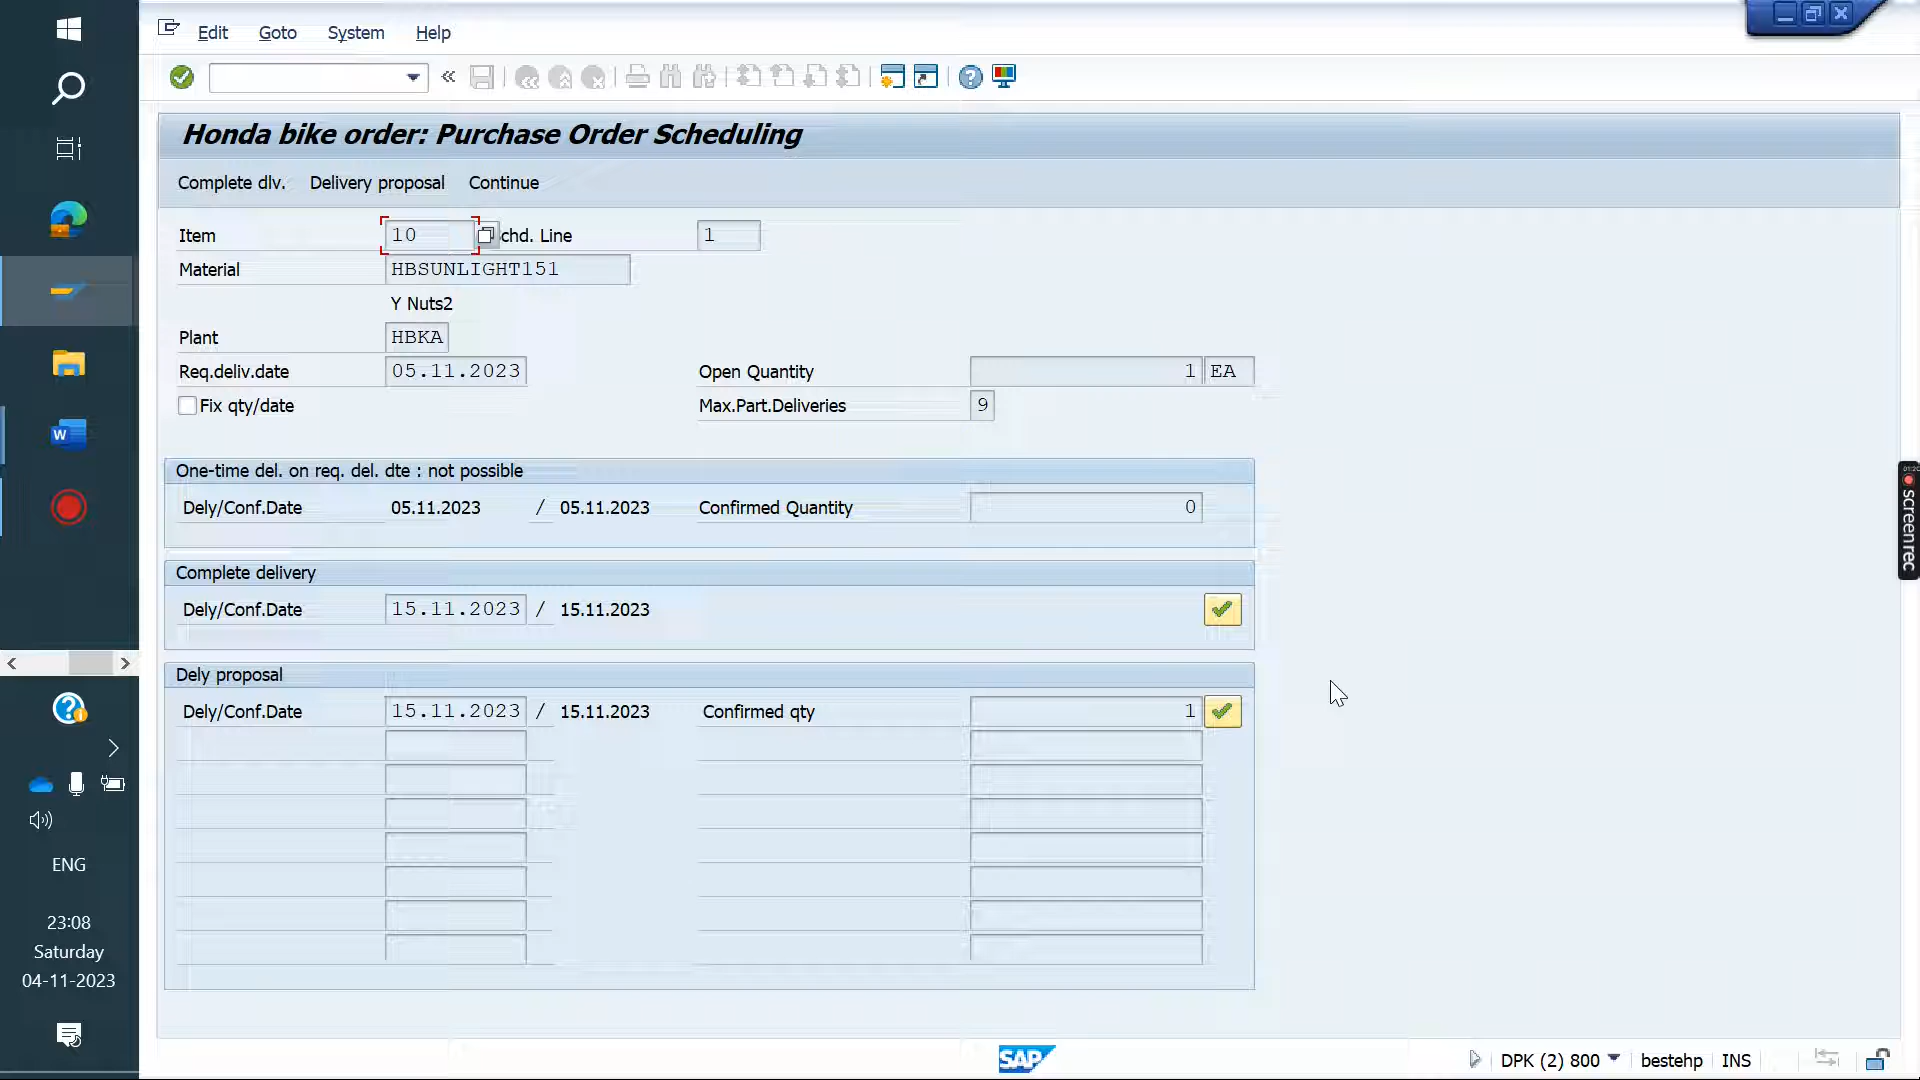 Edit Goto System Help
Honda bike order: Purchase Order Scheduling
Complete dlv. Delivery proposal Continue
Item 10 chd. Line 1
Material HBSUNLIGHT151
Y Nuts2
Plant HBKA
Req.deliv.date 05.11.2023 Open Quantity 1 EA
Fix qty/date Max.Part.Deliveries 9
One-time del. on req. del. dte : not possible
Dely/Conf.Date 05.11.2023 / 05.11.2023 Confirmed Quantity 0
Complete delivery
Dely/Conf.Date 15.11.2023 / 15.11.2023
Dely proposal
Dely/Conf.Date 15.11.2023 / 15.11.2023 Confirmed qty 1
SAP DPK (2) 800 bestehp INS
W
ENG
23:08
Saturday
04-11-2023
screenrec